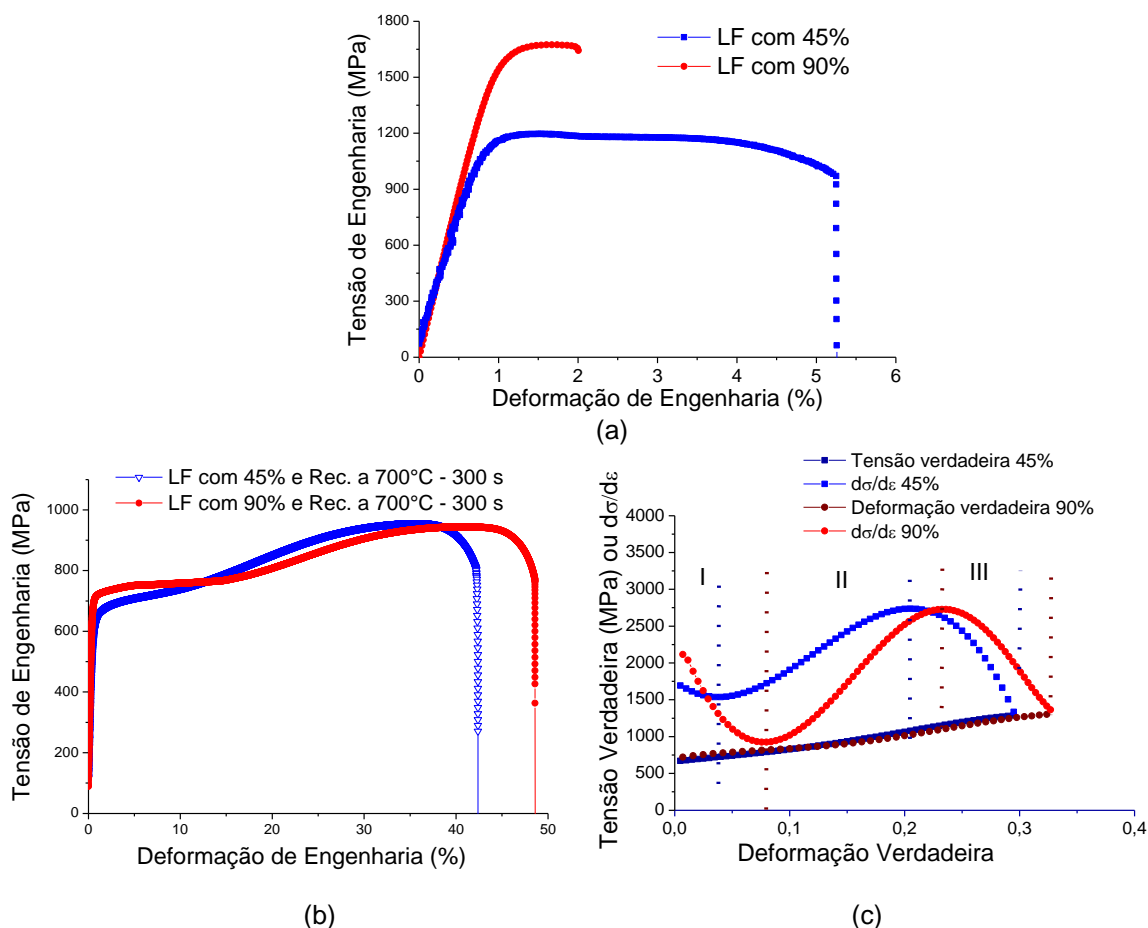 LF com 45%
LF com 90%
Tensão de Engenharia (MPa)
1800
1500
1200
900
600
300
0
0 1 2 3 4 5 6
Deformação de Engenharia (%)
(a)
LF com 45% e Rec. a 700°C - 300 s
LF com 90% e Rec. a 700°C - 300 s
Tensão de Engenharia (MPa)
1000
800
600
400
200
0
0 10 20 30 40 50
Deformação de Engenharia (%)
(b)
Tensão verdadeira 45%
dσ/dε 45%
Deformação verdadeira 90%
dσ/dε 90%
Tensão Verdadeira (MPa) ou dσ/dε
4000
3500
3000
2500
2000
1500
1000
500
0
I II III
0,0 0,1 0,2 0,3 0,4
Deformação Verdadeira
(c)